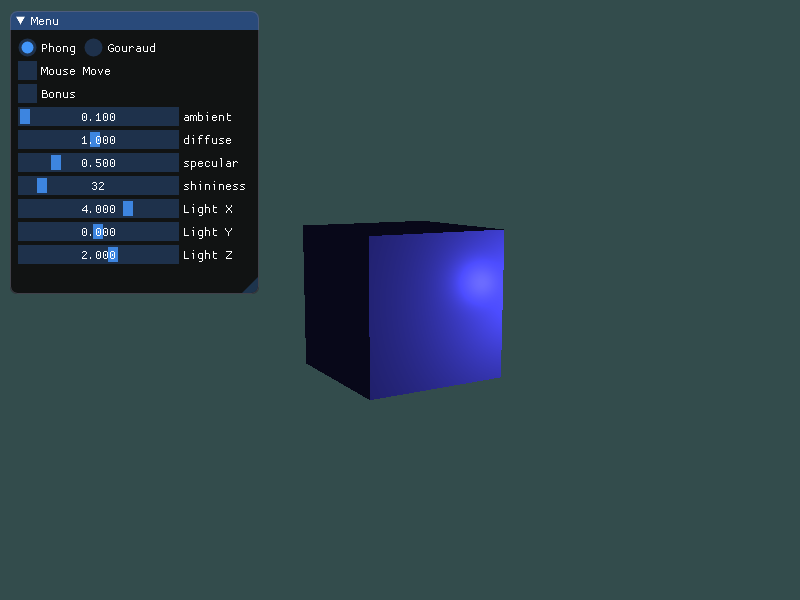 Menu
Phong Gouraud
Mouse Move
Bonus
0.100 ambient
1.000 diffuse
0.500 specular
32 shininess
4.000 Light X
0.000 Light Y
2.000 Light Z